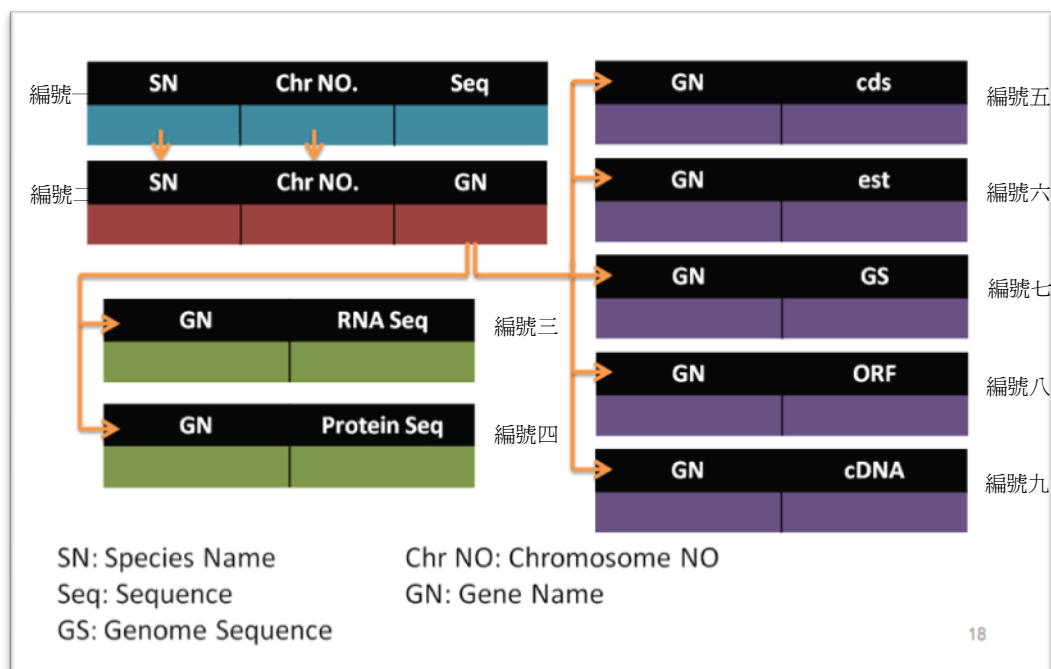 編號一
SN Chr NO. Seq
編號二
SN Chr NO. GN
GN RNA Seq
編號三
GN Protein Seq
編號四
GN cds
編號五
GN est
編號六
GN GS
編號七
GN ORF
編號八
GN cDNA
編號九
SN: Species Name Chr NO: Chromosome NO
Seq: Sequence GN: Gene Name
GS: Genome Sequence
18